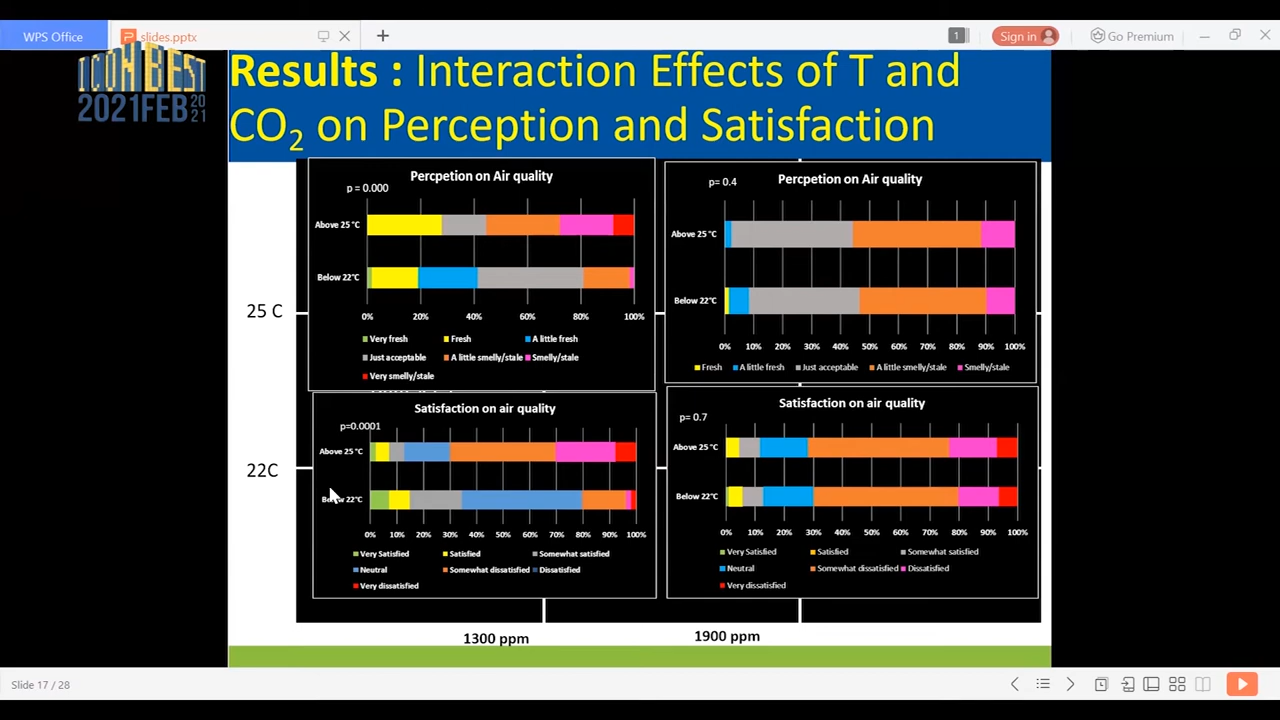 WPS Office
slides.pptx
1
Sign in
Go Premium
ICON BEST
2021FEB 20
21
Results : Interaction Effects of T and
CO2 on Perception and Satisfaction
25 C
22C
Percpetion on Air quality
p = 0.000
Above 25 °C
Below 22°C
0% 20% 40% 60% 80% 100%
Very fresh Fresh A little fresh
Just acceptable A little smelly/stale Smelly/stale
Very smelly/stale
Percpetion on Air quality
p= 0.4
Above 25 °C
Below 22°C
0% 10% 20% 30% 40% 50% 60% 70% 80% 90% 100%
Fresh A little fresh Just acceptable A little smelly/stale Smelly/stale
Satisfaction on air quality
p=0.0001
Above 25 °C
22°C
0% 10% 20% 30% 40% 50% 60% 70% 80% 90% 100%
Very Satisfied Satisfied Somewhat satisfied
Neutral Somewhat dissatisfied Dissatisfied
Very dissatisfied
Satisfaction on air quality
p= 0.7
Above 25 °C
Below 22°C
0% 10% 20% 30% 40% 50% 60% 70% 80% 90% 100%
Very Satisfied Satisfied Somewhat satisfied
Neutral Somewhat dissatisfied Dissatisfied
Very dissatisfied
1300 ppm 1900 ppm
Slide 17 / 28